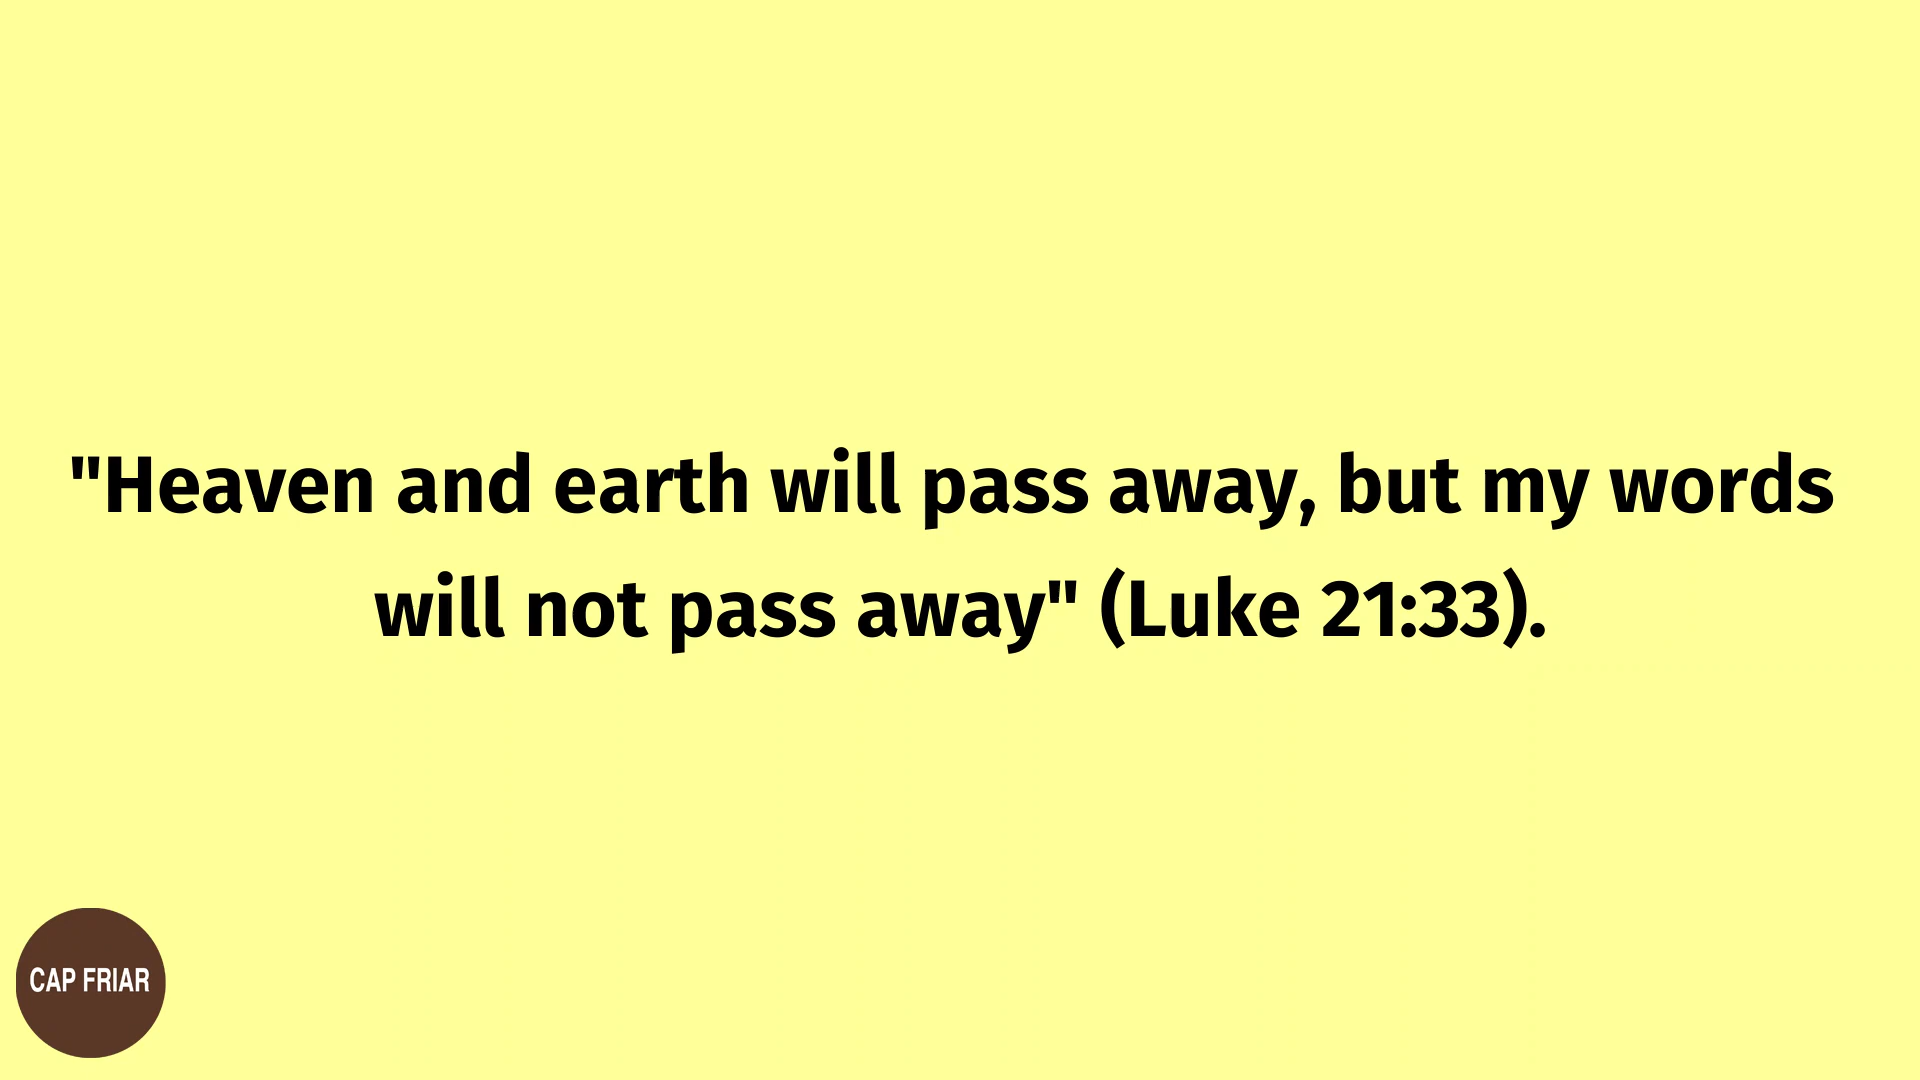 "Heaven and earth will pass away, but my words
will not pass away" (Luke 21:33).
CAP FRIAR